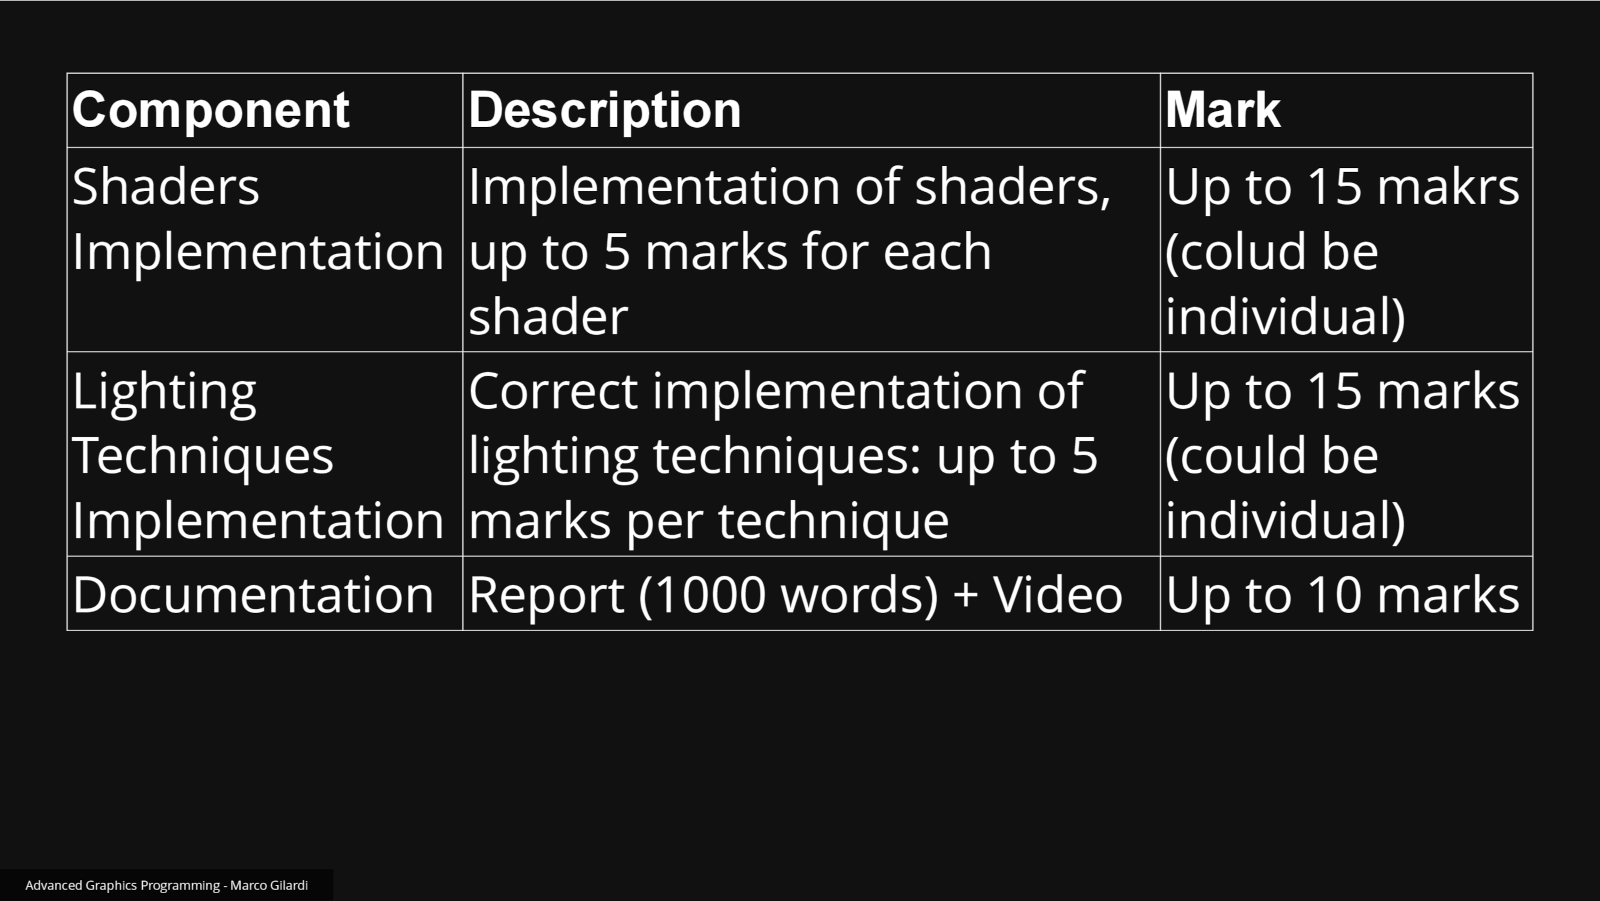 Component
Description
Mark
Shaders
Implementation
Implementation of shaders,
up to 5 marks for each
shader
Up to 15 makrs
(colud be
individual)
Lighting
Techniques
Implementation
Correct implementation of
lighting techniques: up to 5
marks per technique
Up to 15 marks
(could be
individual)
Documentation
Report (1000 words) + Video
Up to 10 marks
Advanced Graphics Programming - Marco Gilardi